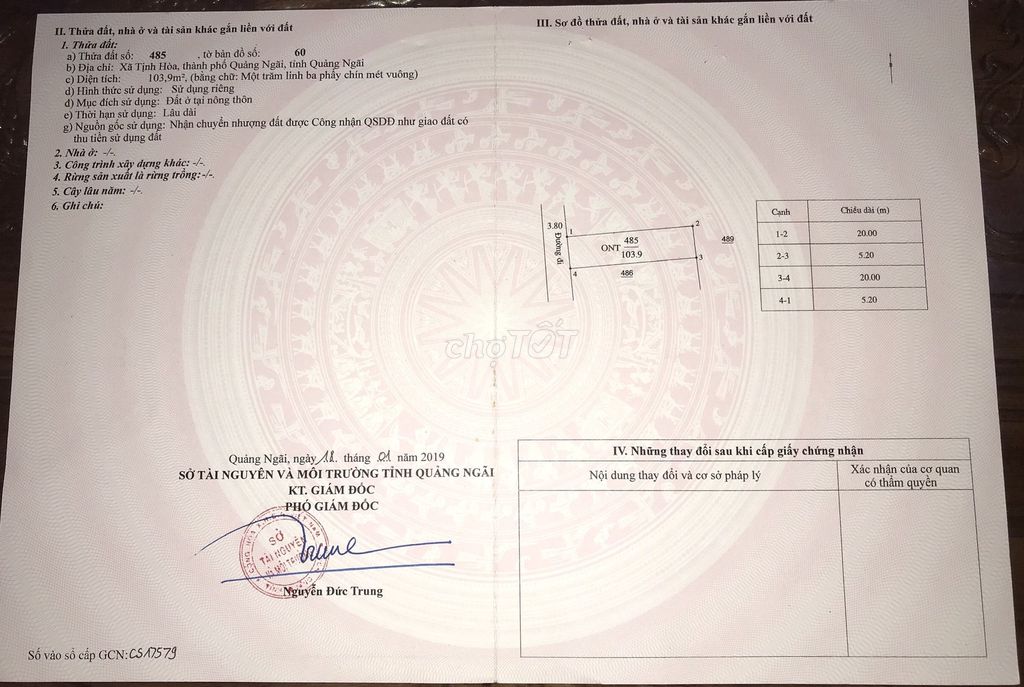 II. Thửa đất, nhà ở và tài sản khác gắn liền với đất
1. Thửa đất:
a) Thửa đất số: 485 , tờ bản đồ số: 60
b) Địa chỉ: Xã Tịnh Hòa, thành phố Quảng Ngãi, tỉnh Quảng Ngãi
c) Diện tích: 103,9m², (bằng chữ: Một trăm linh ba phẩy chín mét vuông)
d) Hình thức sử dụng: Sử dụng riêng
đ) Mục đích sử dụng: Đất ở tại nông thôn
e) Thời hạn sử dụng: Lâu dài
g) Nguồn gốc sử dụng: Nhận chuyển nhượng đất được Công nhận QSDĐ như giao đất có
thu tiền sử dụng đất
2. Nhà ở: -/-.
3. Công trình xây dựng khác: -/-.
4. Rừng sản xuất là rừng trồng: -/-.
5. Cây lâu năm: -/-.
6. Ghi chú:
Quảng Ngãi, ngày 11 tháng 01 năm 2019
SỞ TÀI NGUYÊN VÀ MÔI TRƯỜNG TỈNH QUẢNG NGÃI
KT. GIÁM ĐỐC
PHÓ GIÁM ĐỐC
SỞ
TÀI NGUYÊN
VÀ MÔI TRƯỜNG
Nguyễn Đức Trung
Số vào sổ cấp GCN: CS17579
III. Sơ đồ thửa đất, nhà ở và tài sản khác gắn liền với đất
3.80
Đường đi
1
2
3
4
ONT 485
103.9
489
486
Cạnh Chiều dài (m)
1-2 20.00
2-3 5.20
3-4 20.00
4-1 5.20
chợTỐT
IV. Những thay đổi sau khi cấp giấy chứng nhận
Nội dung thay đổi và cơ sở pháp lý
Xác nhận của cơ quan
có thẩm quyền